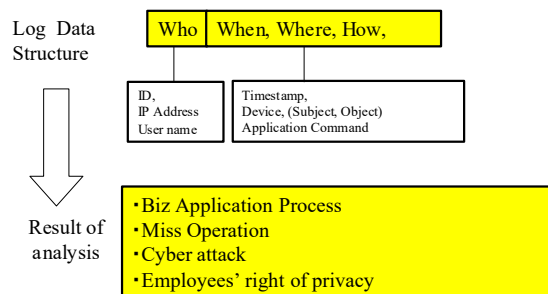 Log Data
Structure
Who
When, Where, How,
ID,
IP Address
User name
Timestamp,
Device, (Subject, Object)
Application Command
Result of
analysis
・Biz Application Process
・Miss Operation
・Cyber attack
・Employees' right of privacy